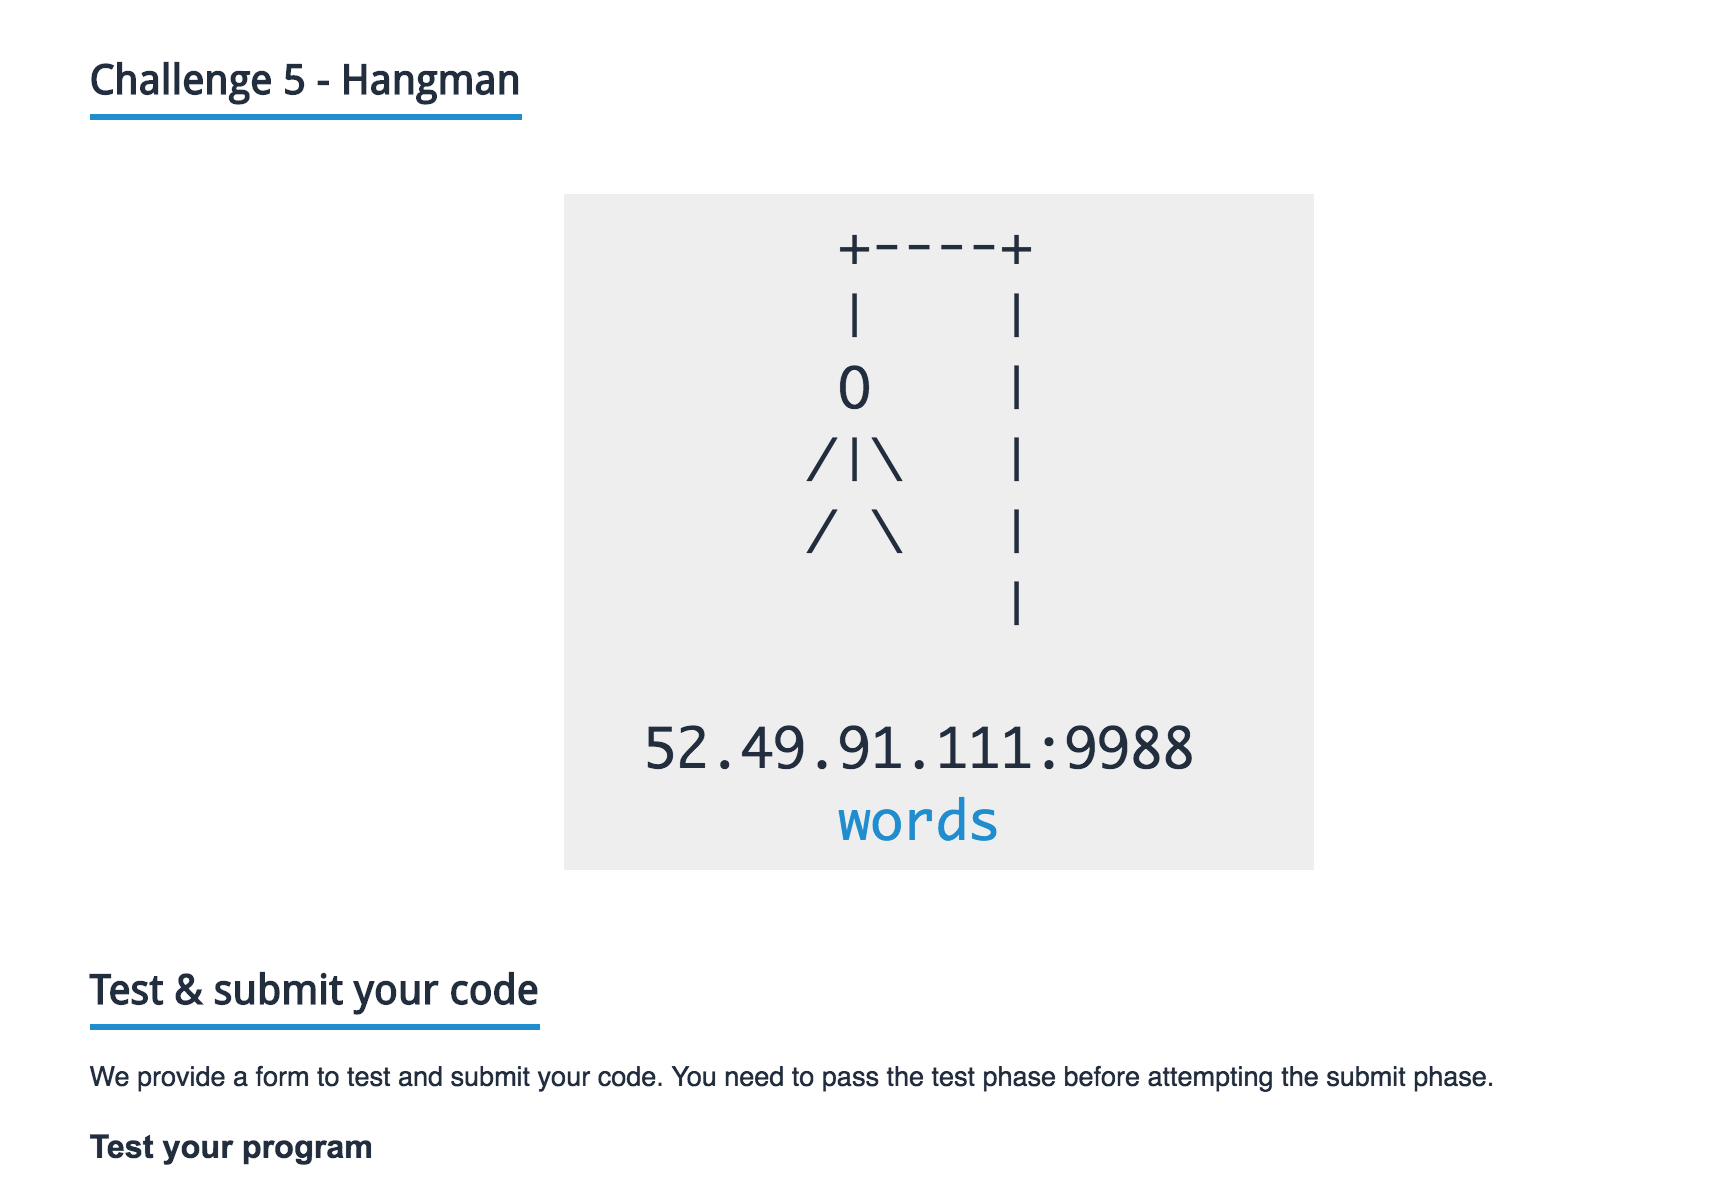 Challenge 5 - Hangman
+----+
|    |
O    |
/|\   |
/ \   |
|
52.49.91.111:9988
words
Test & submit your code
We provide a form to test and submit your code. You need to pass the test phase before attempting the submit phase.
Test your program